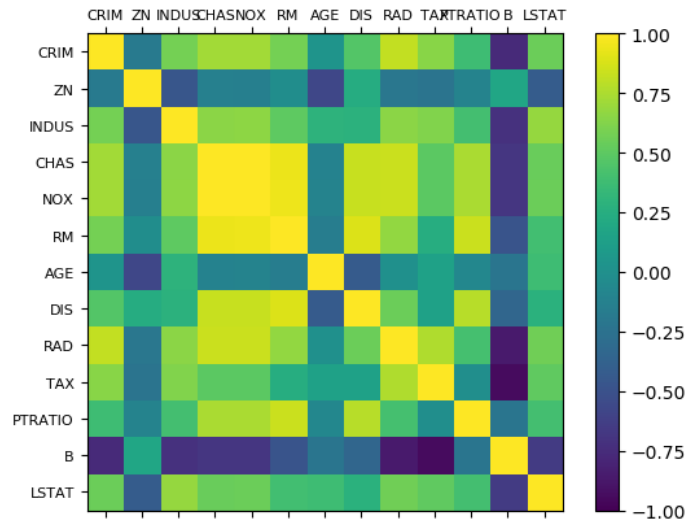 CRIM ZN INDUS CHAS NOX RM AGE DIS RAD TAX PTRATIO B LSTAT
CRIM
ZN
INDUS
CHAS
NOX
RM
AGE
DIS
RAD
TAX
PTRATIO
B
LSTAT
1.00
0.75
0.50
0.25
0.00
−0.25
−0.50
−0.75
−1.00